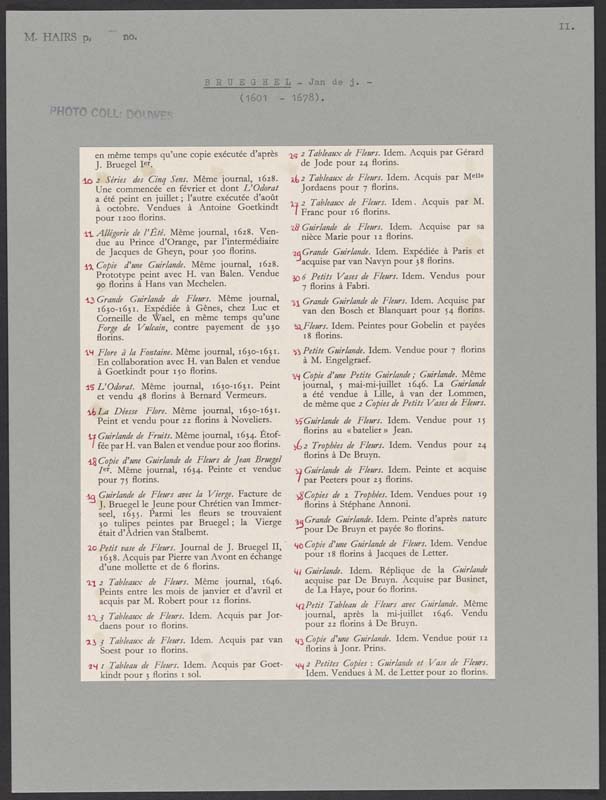 II.
M. HAIRS p. no.
BRUEGHEL - Jan de j. -
(1601 - 1678).
PHOTO COLL: DOUWES
en même temps qu'une copie exécutée d'après
J. Bruegel Ier.
10 2 Séries des Cinq Sens. Même journal, 1628.
Une commencée en février et dont L'Odorat
a été peint en juillet ; l'autre exécutée d'août
à octobre. Vendues à Antoine Goetkindt
pour 1200 florins.
11 Allégorie de l'Été. Même journal, 1628. Ven-
due au Prince d'Orange, par l'intermédiaire
de Jacques de Gheyn, pour 500 florins.
12 Copie d'une Guirlande. Même journal, 1628.
Prototype peint avec H. van Balen. Vendue
90 florins à Hans van Mechelen.
13 Grande Guirlande de Fleurs. Même journal,
1630-1631. Expédiée à Gênes, chez Luc et
Corneille de Wael, en même temps qu'une
Forge de Vulcain, contre payement de 330
florins.
14 Flore à la Fontaine. Même journal, 1630-1631.
En collaboration avec H. van Balen et vendue
à Goetkindt pour 150 florins.
15 L'Odorat. Même journal, 1630-1631. Peint
et vendu 48 florins à Bernard Vermeurs.
16 La Déesse Flore. Même journal, 1630-1631.
Peint et vendu pour 22 florins à Noveliers.
17 Guirlande de Fruits. Même journal, 1634. Étof-
fée par H. van Balen et vendue pour 200 florins.
18 Copie d'une Guirlande de Fleurs de Jean Bruegel
Ier. Même journal, 1634. Peinte et vendue
pour 75 florins.
19 Guirlande de Fleurs avec la Vierge. Facture de
J. Bruegel le Jeune pour Chrétien van Immer-
seel, 1635. Parmi les fleurs se trouvaient
30 tulipes peintes par Bruegel ; la Vierge
était d'Adrien van Stalbemt.
20 Petit vase de Fleurs. Journal de J. Bruegel II,
1638. Acquis par Pierre van Avont en échange
d'une mollette et de 6 florins.
21 2 Tableaux de Fleurs. Même journal, 1646.
Peints entre les mois de janvier et d'avril et
acquis par M. Robert pour 12 florins.
22 3 Tableaux de Fleurs. Idem. Acquis par Jor-
daens pour 10 florins.
23 3 Tableaux de Fleurs. Idem. Acquis par van
Soest pour 10 florins.
24 1 Tableau de Fleurs. Idem. Acquis par Goet-
kindt pour 3 florins 1 sol.
25 2 Tableaux de Fleurs. Idem. Acquis par Gérard
de Jode pour 24 florins.
26 2 Tableaux de Fleurs. Idem. Acquis par Melle
Jordaens pour 7 florins.
27 2 Tableaux de Fleurs. Idem. Acquis par M.
Franc pour 16 florins.
28 Guirlande de Fleurs. Idem. Acquise par sa
nièce Marie pour 12 florins.
29 Grande Guirlande. Idem. Expédiée à Paris et
acquise par van Navyn pour 38 florins.
30 6 Petits Vases de Fleurs. Idem. Vendus pour
7 florins à Fabri.
31 Grande Guirlande de Fleurs. Idem. Acquise par
van den Bosch et Blanquart pour 54 florins.
32 Fleurs. Idem. Peintes pour Gobelin et payées
18 florins.
33 Petite Guirlande. Idem. Vendue pour 7 florins
à M. Engelgraef.
34 Copie d'une Petite Guirlande ; Guirlande. Même
journal, 5 mai-mi-juillet 1646. La Guirlande
a été vendue à Lille, à van der Lommen,
de même que 2 Copies de Petits Vases de Fleurs.
35 Guirlande de Fleurs. Idem. Vendue pour 15
florins au « batelier » Jean.
36 2 Trophées de Fleurs. Idem. Vendus pour 24
florins à De Bruyn.
37 Guirlande de Fleurs. Idem. Peinte et acquise
par Peeters pour 23 florins.
38 Copies de 2 Trophées. Idem. Vendues pour 19
florins à Stéphane Annoni.
39 Grande Guirlande. Idem. Peinte d'après nature
pour De Bruyn et payée 80 florins.
40 Copie d'une Guirlande de Fleurs. Idem. Vendue
pour 18 florins à Jacques de Letter.
41 Guirlande. Idem. Réplique de la Guirlande
acquise par De Bruyn. Acquise par Businet,
de La Haye, pour 60 florins.
42 Petit Tableau de Fleurs avec Guirlande. Même
journal, après la mi-juillet 1646. Vendu
pour 22 florins à De Bruyn.
43 Copie d'une Guirlande. Idem. Vendue pour 12
florins à Jonr. Prins.
44 2 Petites Copies : Guirlande et Vase de Fleurs.
Idem. Vendues à M. de Letter pour 20 florins.